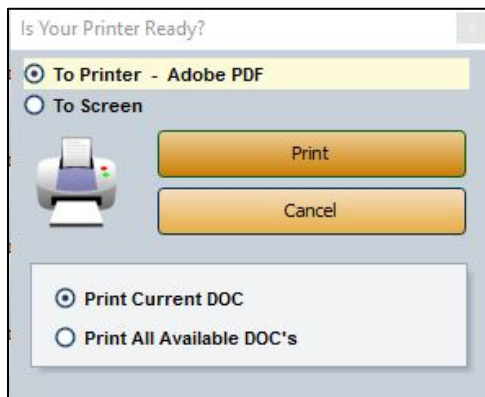 Is Your Printer Ready?
To Printer - Adobe PDF
To Screen
Print
Cancel
Print Current DOC
Print All Available DOC's